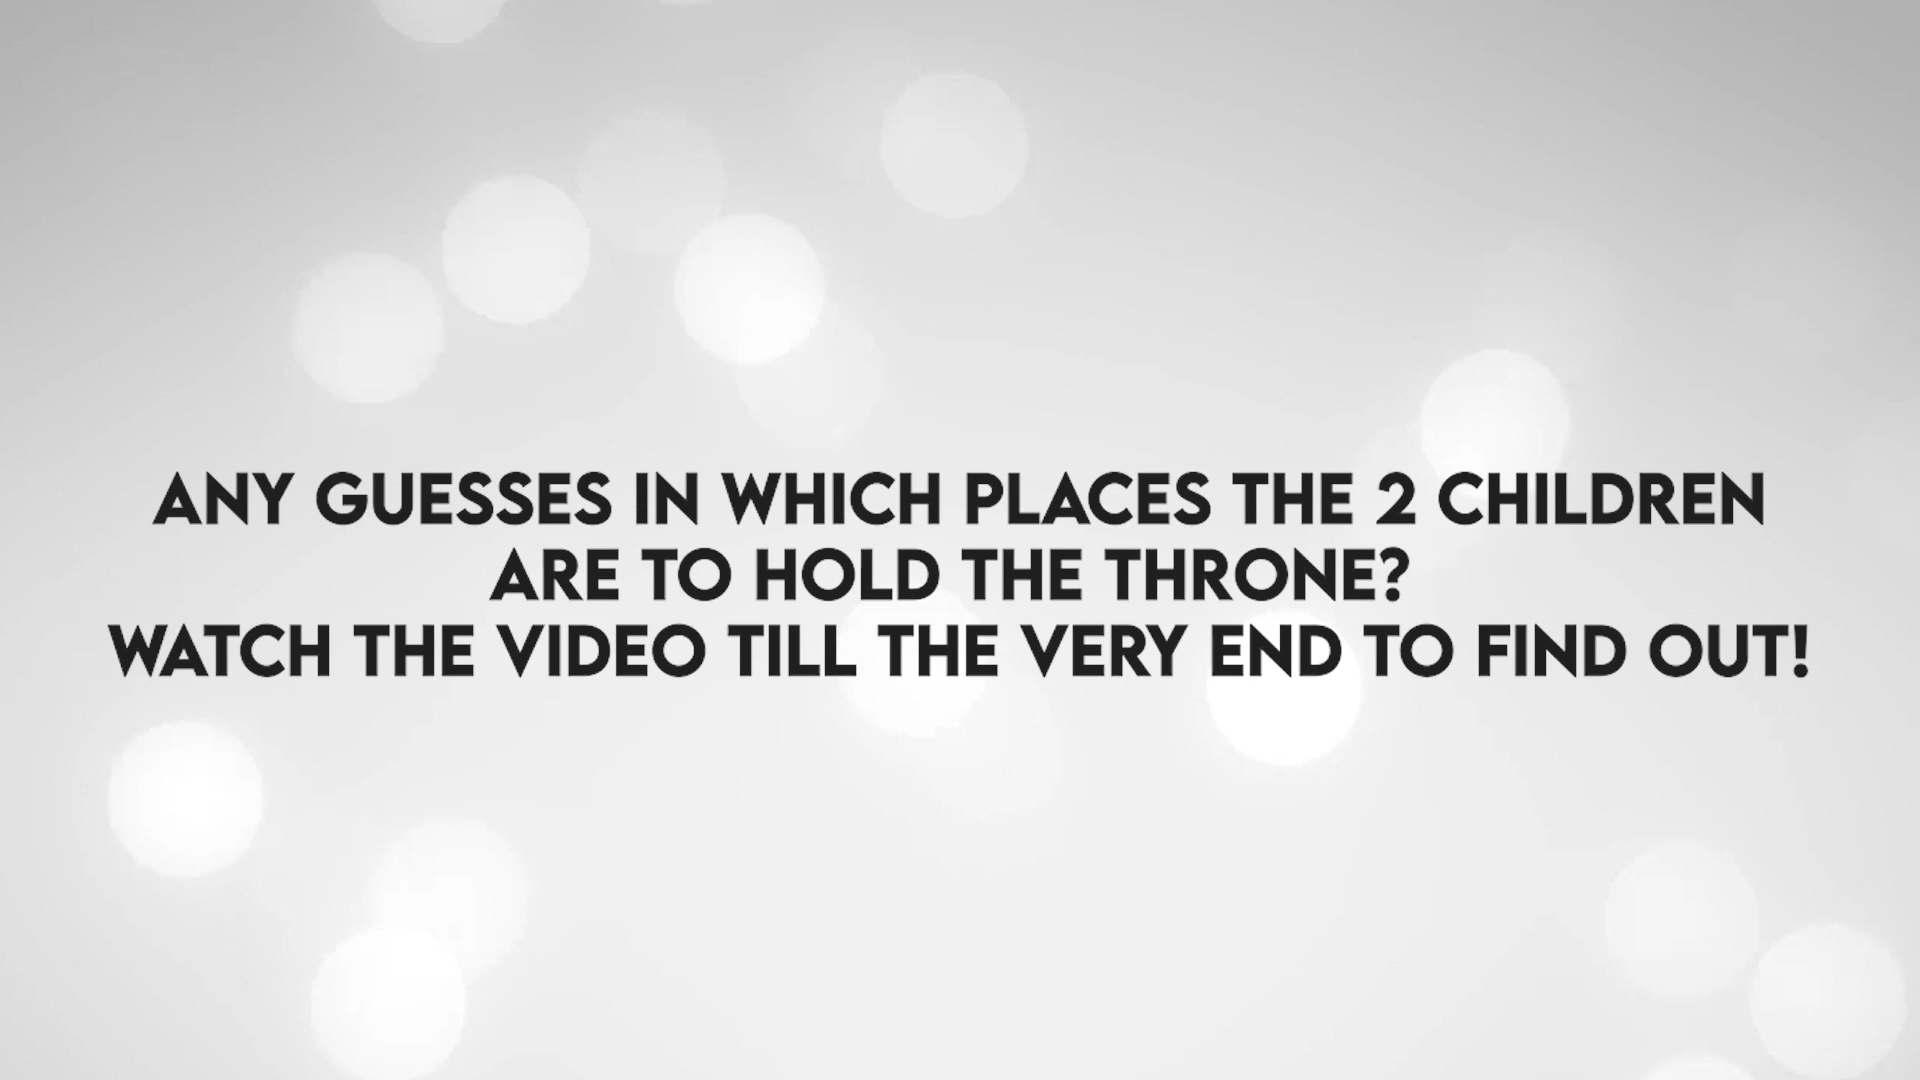 ANY GUESSES IN WHICH PLACES THE 2 CHILDREN
ARE TO HOLD THE THRONE?
WATCH THE VIDEO TILL THE VERY END TO FIND OUT!